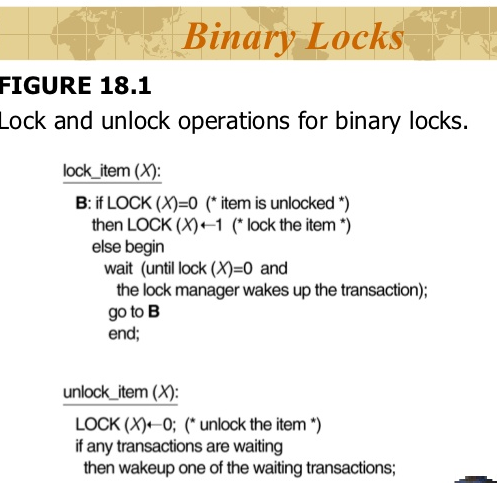 Binary Locks
FIGURE 18.1
Lock and unlock operations for binary locks.
lock_item (X):
B: if LOCK (X)=0 (* item is unlocked *)
then LOCK (X)←1 (* lock the item *)
else begin
wait (until lock (X)=0 and
the lock manager wakes up the transaction);
go to B
end;
unlock_item (X):
LOCK (X)←0; (* unlock the item *)
if any transactions are waiting
then wakeup one of the waiting transactions;